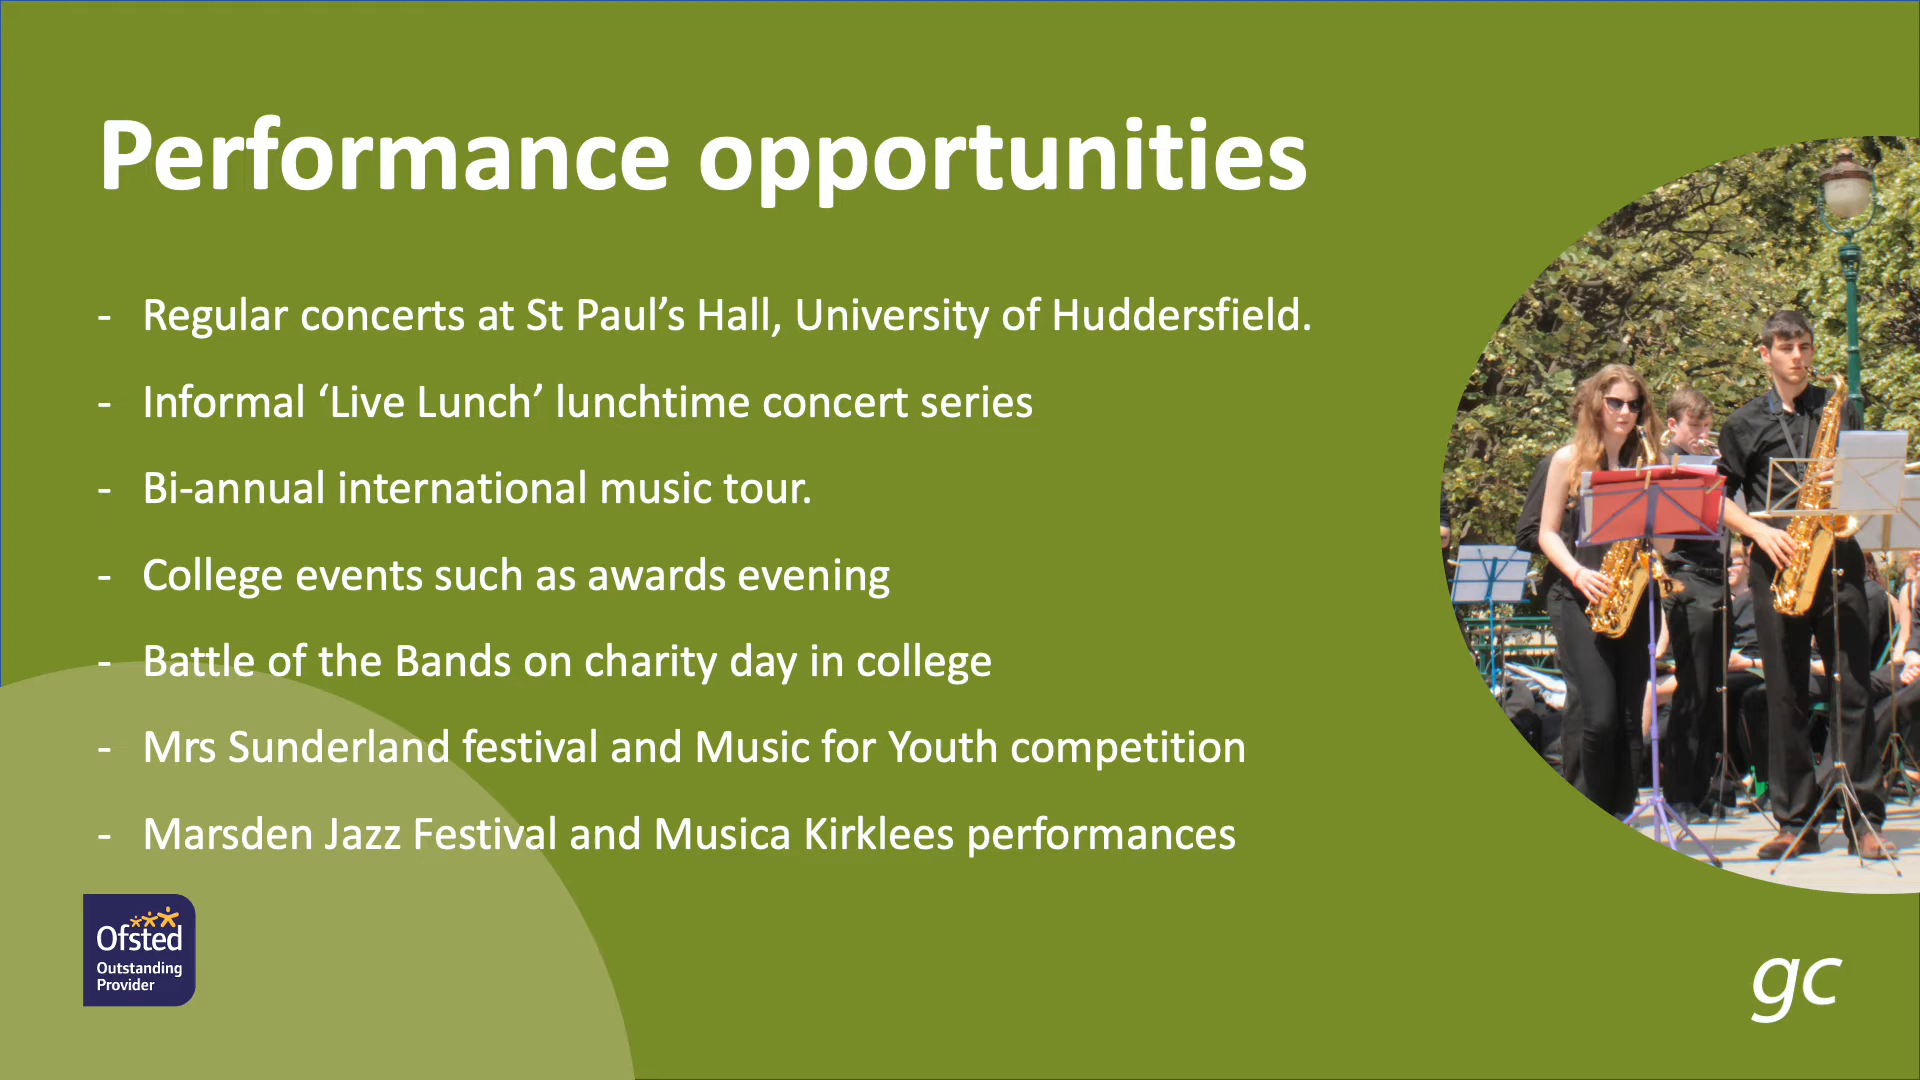 Performance opportunities
- Regular concerts at St Paul’s Hall, University of Huddersfield.
- Informal ‘Live Lunch’ lunchtime concert series
- Bi-annual international music tour.
- College events such as awards evening
- Battle of the Bands on charity day in college
- Mrs Sunderland festival and Music for Youth competition
- Marsden Jazz Festival and Musica Kirklees performances
Ofsted
Outstanding
Provider
gc